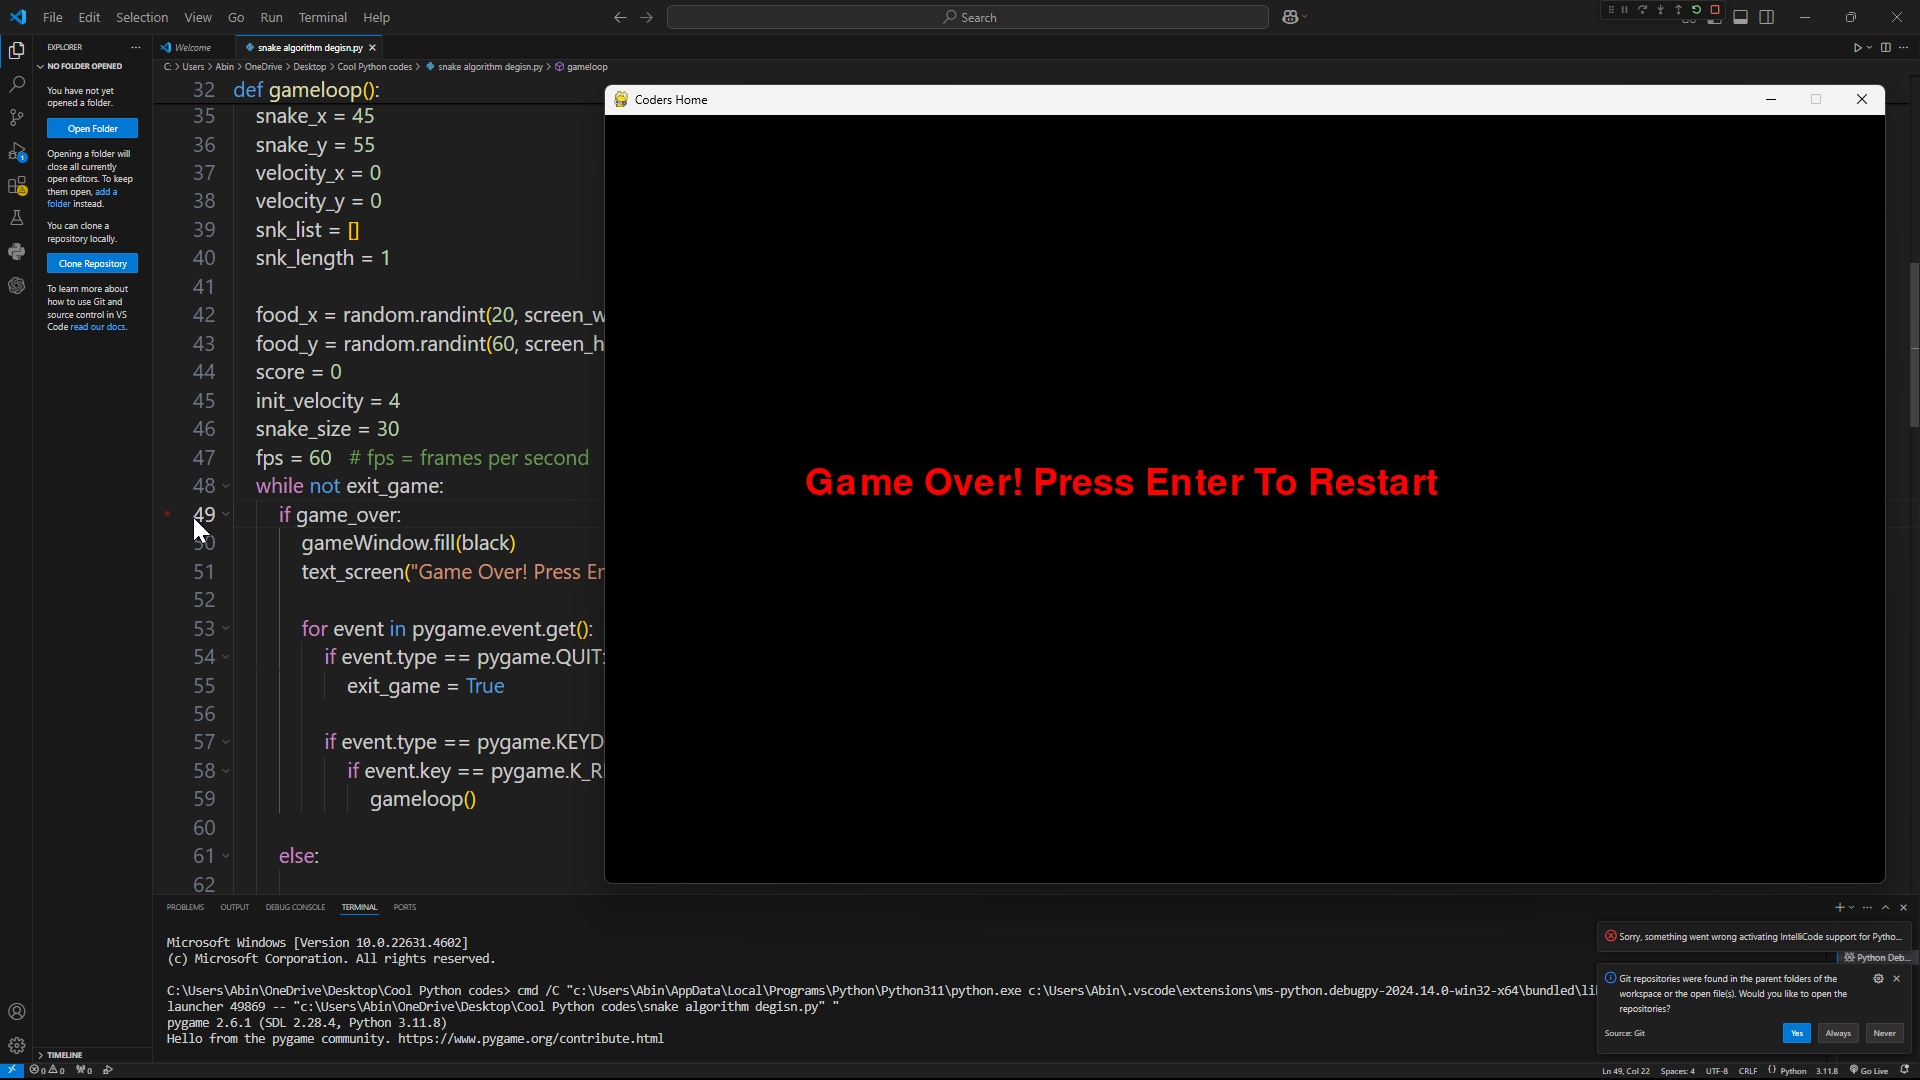 File Edit Selection View Go Run Terminal Help
Search
EXPLORER
NO FOLDER OPENED
You have not yet
opened a folder.
Open Folder
Opening a folder will
close all currently
open editors. To keep
them open, add a
folder instead.
You can clone a
repository locally.
Clone Repository
To learn more about
how to use Git and
source control in VS
Code read our docs.
TIMELINE
Welcome
snake algorithm degisn.py
C: > Users > Abin > OneDrive > Desktop > Cool Python codes > snake algorithm degisn.py > gameloop
32 def gameloop():
35 snake_x = 45
36 snake_y = 55
37 velocity_x = 0
38 velocity_y = 0
39 snk_list = []
40 snk_length = 1
41
42 food_x = random.randint(20, screen_w
43 food_y = random.randint(60, screen_h
44 score = 0
45 init_velocity = 4
46 snake_size = 30
47 fps = 60 # fps = frames per second
48 while not exit_game:
49 if game_over:
50 gameWindow.fill(black)
51 text_screen("Game Over! Press En
52
53 for event in pygame.event.get():
54 if event.type == pygame.QUIT:
55 exit_game = True
56
57 if event.type == pygame.KEYD
58 if event.key == pygame.K_RE
59 gameloop()
60
61 else:
62
Coders Home
Game Over! Press Enter To Restart
PROBLEMS OUTPUT DEBUG CONSOLE TERMINAL PORTS
Microsoft Windows [Version 10.0.22631.4602]
(c) Microsoft Corporation. All rights reserved.
C:\Users\Abin\OneDrive\Desktop\Cool Python codes> cmd /C "c:\Users\Abin\AppData\Local\Programs\Python\Python311\python.exe c:\Users\Abin\.vscode\extensions\ms-python.debugpy-2024.14.0-win32-x64\bundled\li
launcher 49869 -- "c:\Users\Abin\OneDrive\Desktop\Cool Python codes\snake algorithm degisn.py" "
pygame 2.6.1 (SDL 2.28.4, Python 3.11.8)
Hello from the pygame community. https://www.pygame.org/contribute.html
Sorry, something went wrong activating IntelliCode support for Pytho...
Python Deb...
Git repositories were found in the parent folders of the
workspace or the open file(s). Would you like to open the
repositories?
Source: Git
Yes Always Never
0 0 0
Ln 49, Col 22 Spaces: 4 UTF-8 CRLF Python 3.11.8 Go Live